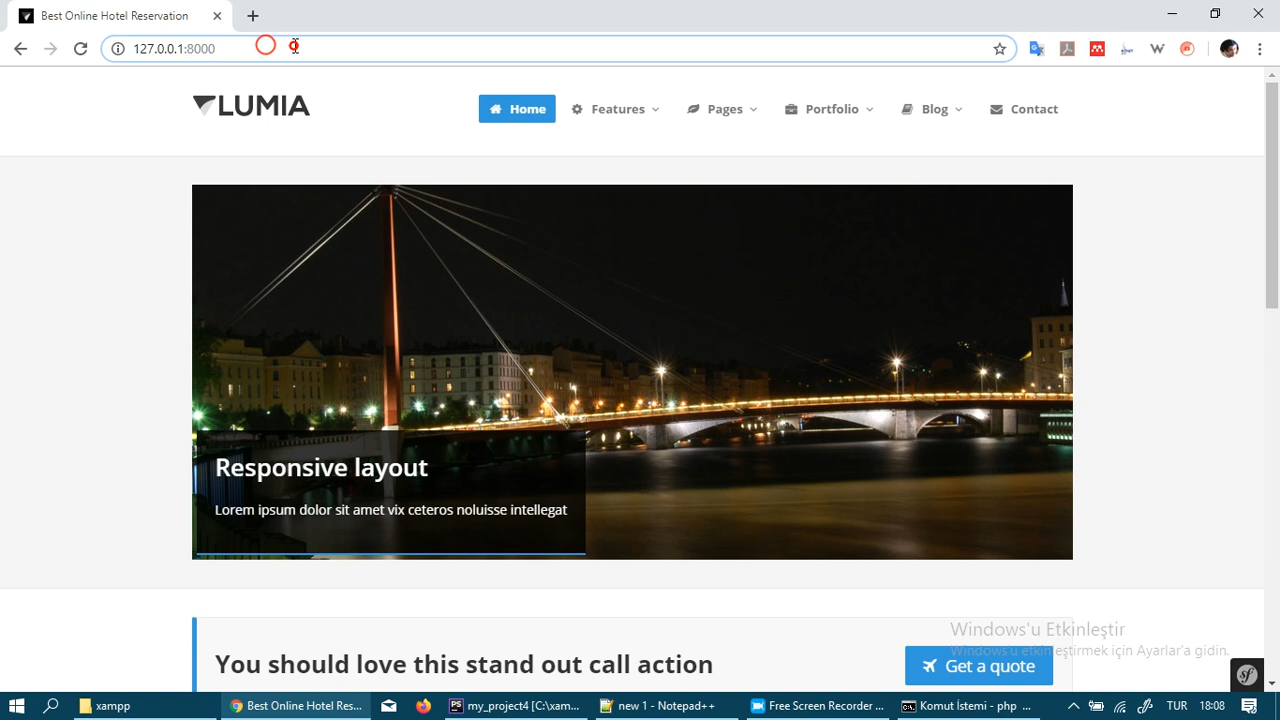 Best Online Hotel Reservation
127.0.0.1:8000
LUMIA
Home
Features
Pages
Portfolio
Blog
Contact
Responsive layout
Lorem ipsum dolor sit amet vix ceteros noluisse intellegat
You should love this stand out call action
Get a quote
Windows'u Etkinleştir
Windows'u etkinleştirmek için Ayarlar'a gidin.
xampp
Best Online Hotel Res...
my_project4 [C:\xam...
new 1 - Notepad++
Free Screen Recorder ...
Komut İstemi - php ...
TUR
18:08